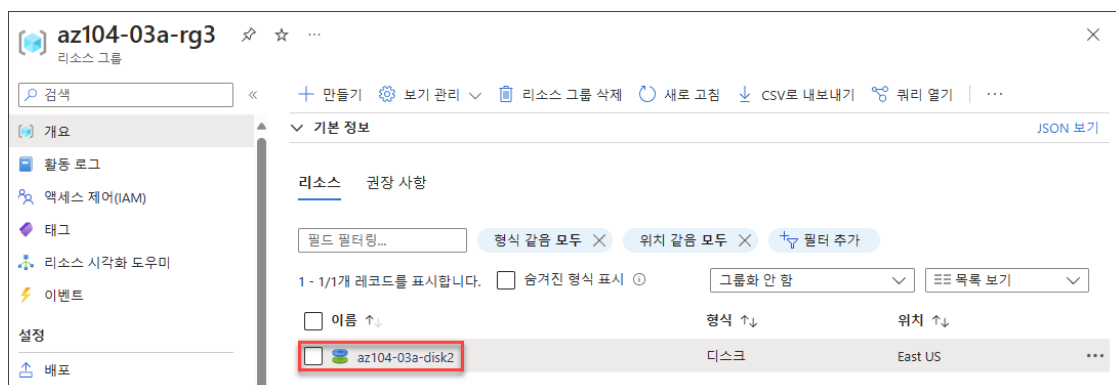 az104-03a-rg3
리소스 그룹
검색
만들기 보기 관리 리소스 그룹 삭제 새로 고침 CSV로 내보내기 쿼리 열기
개요
활동 로그
액세스 제어(IAM)
태그
리소스 시각화 도우미
이벤트
설정
배포
기본 정보 JSON 보기
리소스 권장 사항
필드 필터링... 형식 같음 모두 위치 같음 모두 필터 추가
1 - 1/1개 레코드를 표시합니다. 숨겨진 형식 표시 그룹화 안 함 목록 보기
이름 형식 위치
az104-03a-disk2 디스크 East US